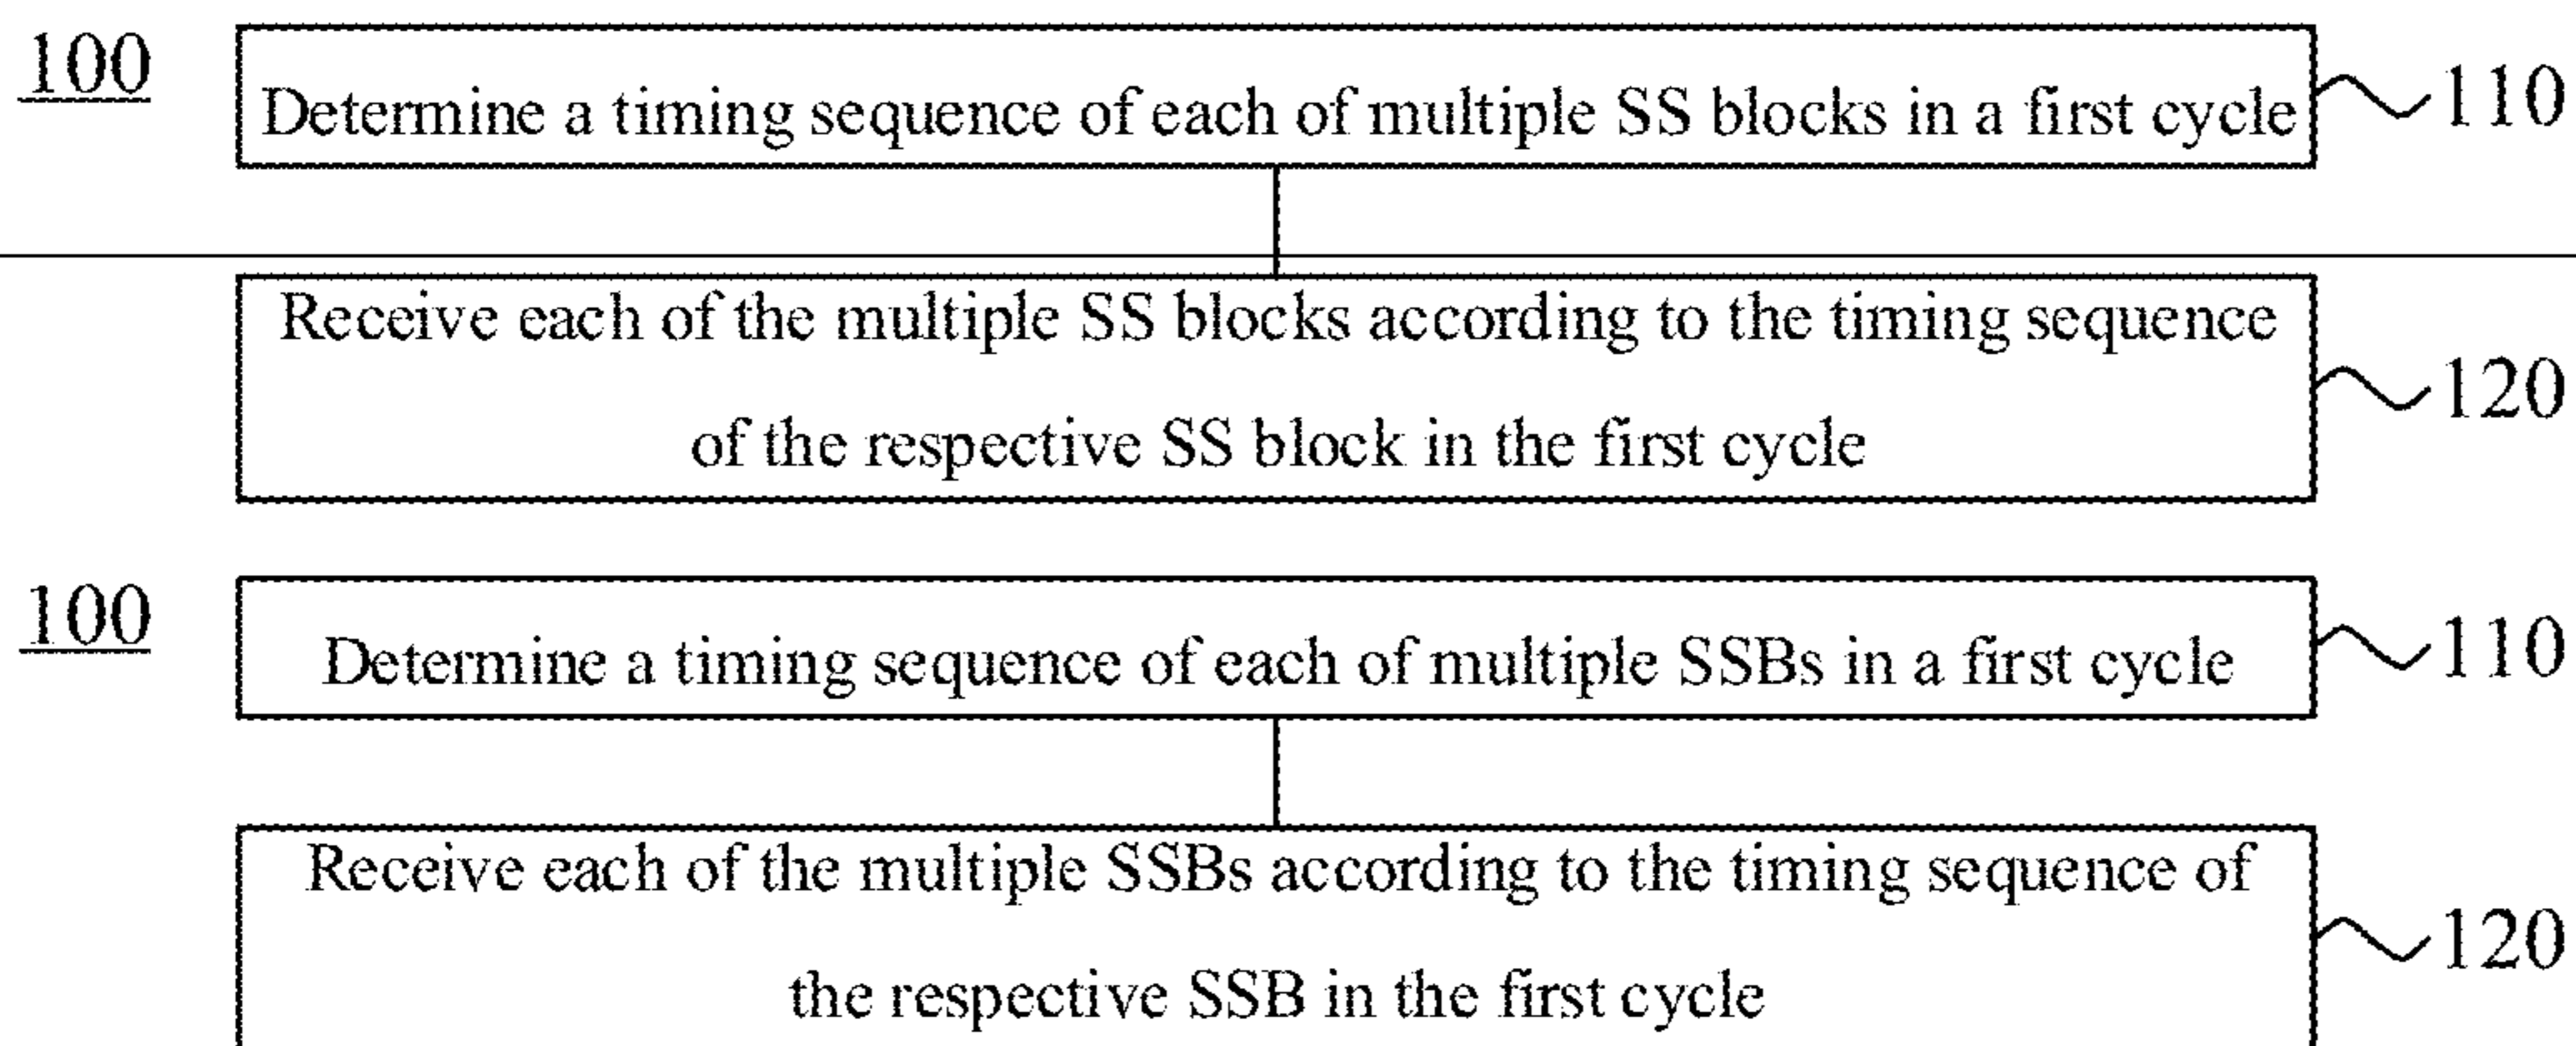 100
Determine a timing sequence of each of multiple SS blocks in a first cycle
110
Receive each of the multiple SS blocks according to the timing sequence
of the respective SS block in the first cycle
120
100
Determine a timing sequence of each of multiple SSBs in a first cycle
110
Receive each of the multiple SSBs according to the timing sequence of
the respective SSB in the first cycle
120